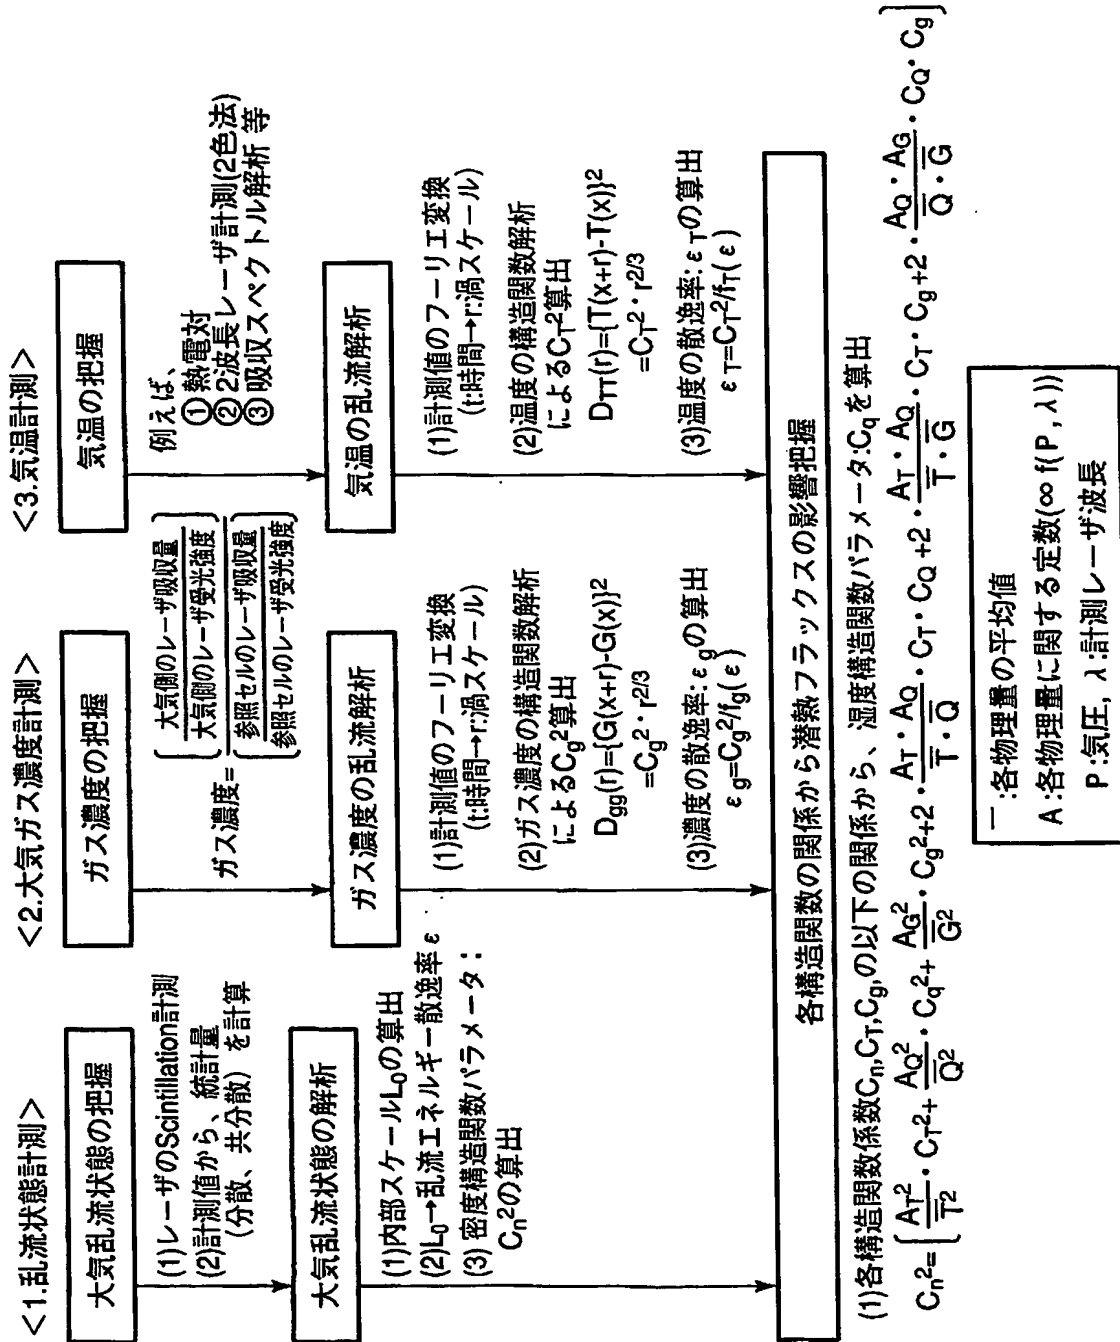 <1.乱流状態計測>
大気乱流状態の把握
(1)レーザのScintillation計測
(2)計測値から、統計量
(分散、共分散) を計算
大気乱流状態の解析
(1)内部スケールL₀の算出
(2)L₀→乱流エネルギー散逸率 ε
(3) 密度構造関数パラメータ:
Cn²の算出
<2.大気ガス濃度計測>
ガス濃度の把握
ガス濃度= [大気側のレーザ吸収量/大気側のレーザ受光強度] / [参照セルのレーザ吸収量/参照セルのレーザ受光強度]
ガス濃度の乱流解析
(1)計測値のフーリエ変換
(t:時間→r:渦スケール)
(2)ガス濃度の構造関数解析
によるCg²算出
Dgg(r)={G(x+r)-G(x)}²
=Cg²・r^2/3
(3)濃度の散逸率: εgの算出
εg=Cg²/fg(ε)
<3.気温計測>
気温の把握
例えば、
① 熱電対
② 2波長レーザ計測(2色法)
③ 吸収スペクトル解析 等
気温の乱流解析
(1)計測値のフーリエ変換
(t:時間→r:渦スケール)
(2)温度の構造関数解析
によるCT²算出
DTT(r)={T(x+r)-T(x)}²
=CT²・r^2/3
(3)温度の散逸率: εTの算出
εT=CT²/fT(ε)
各構造関数の関係から潜熱フラックスの影響把握
(1)各構造関数係数Cn,CT,Cg,の以下の関係から、湿度構造関数パラメータ:Cqを算出
Cn²= [AT²/T̅²・CT²+ AQ²/Q̅²・Cq²+ AG²/G̅²・Cg²+2・AT・AQ/T̅・Q̅・CT・CQ+2・AT・AQ/T̅・G̅・CT・Cg+2・AQ・AG/Q̅・G̅・CQ・Cg]
― :各物理量の平均値
A:各物理量に関する定数(∞ f(P,λ))
P:気圧, λ:計測レーザ波長